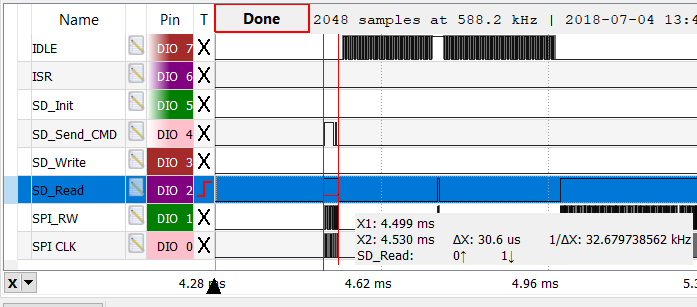 Name Pin T Done 2048 samples at 588.2 kHz | 2018-07-04 13:4
IDLE DIO 7 X
ISR DIO 6 X
SD_Init DIO 5 X
SD_Send_CMD DIO 4 X
SD_Write DIO 3 X
SD_Read DIO 2
SPI_RW DIO 1 X
SPI CLK DIO 0 X
X1: 4.499 ms
X2: 4.530 ms ΔX: 30.6 us 1/ΔX: 32.679738562 kHz
SD_Read: 0↑ 1↓
X ▼ 4.28 ms 4.62 ms 4.96 ms 5.3